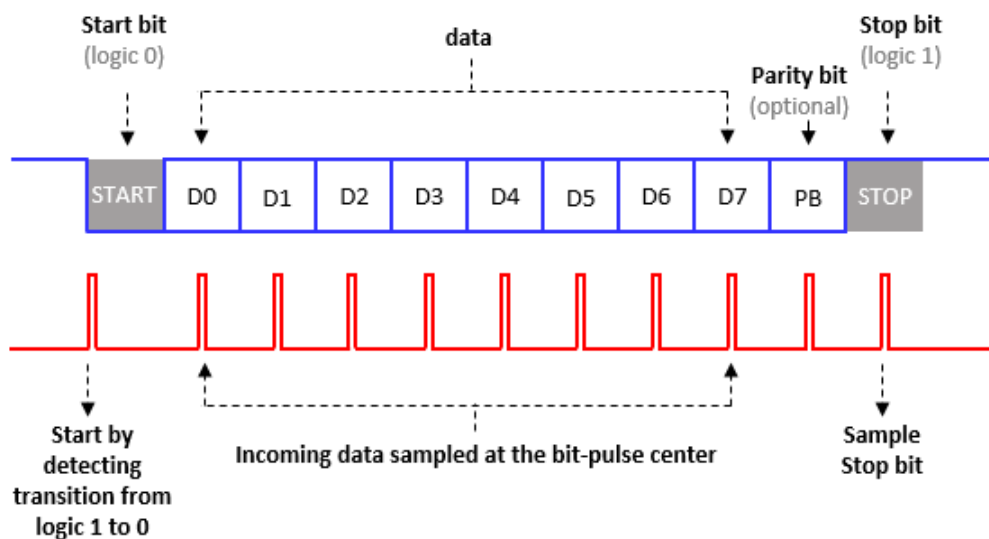 Start bit
(logic 0)
data
Stop bit
(logic 1)
Parity bit
(optional)
START D0 D1 D2 D3 D4 D5 D6 D7 PB STOP
Start by
detecting
transition from
logic 1 to 0
Incoming data sampled at the bit-pulse center
Sample
Stop bit